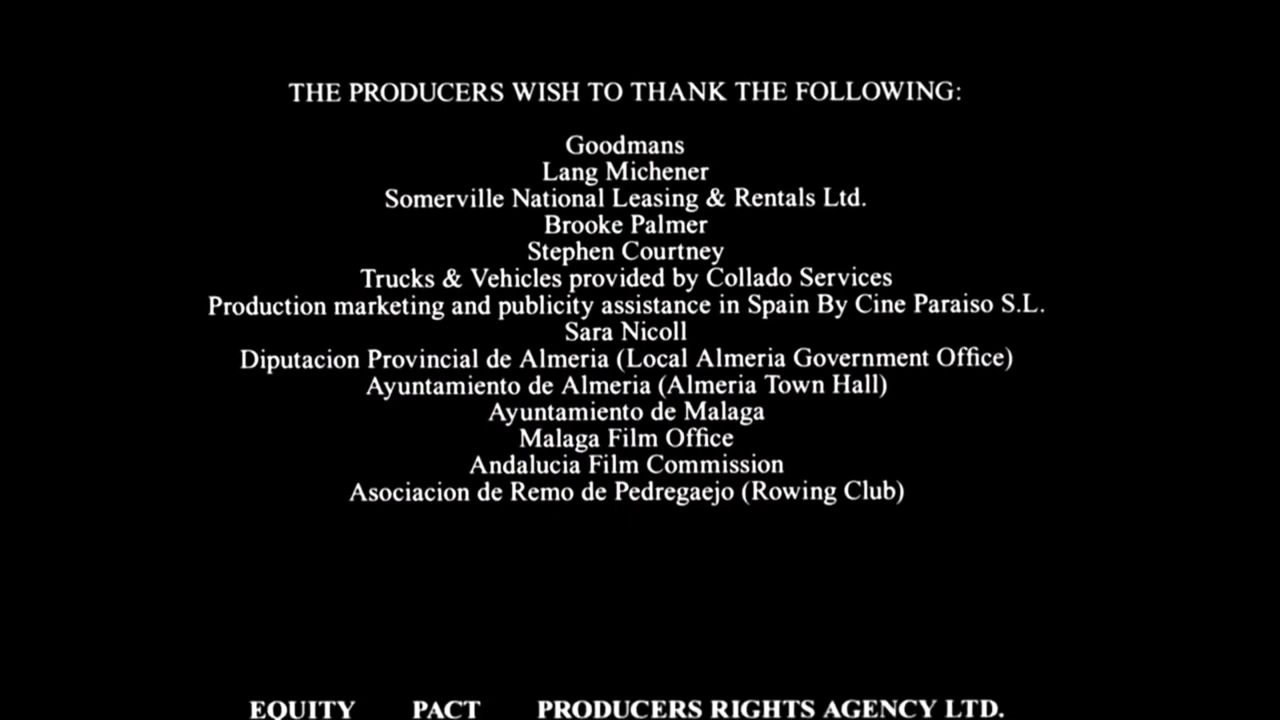 THE PRODUCERS WISH TO THANK THE FOLLOWING:
Goodmans
Lang Michener
Somerville National Leasing & Rentals Ltd.
Brooke Palmer
Stephen Courtney
Trucks & Vehicles provided by Collado Services
Production marketing and publicity assistance in Spain By Cine Paraiso S.L.
Sara Nicoll
Diputacion Provincial de Almeria (Local Almeria Government Office)
Ayuntamiento de Almeria (Almeria Town Hall)
Ayuntamiento de Malaga
Malaga Film Office
Andalucia Film Commission
Asociacion de Remo de Pedregaejo (Rowing Club)
EQUITY PACT PRODUCERS RIGHTS AGENCY LTD.